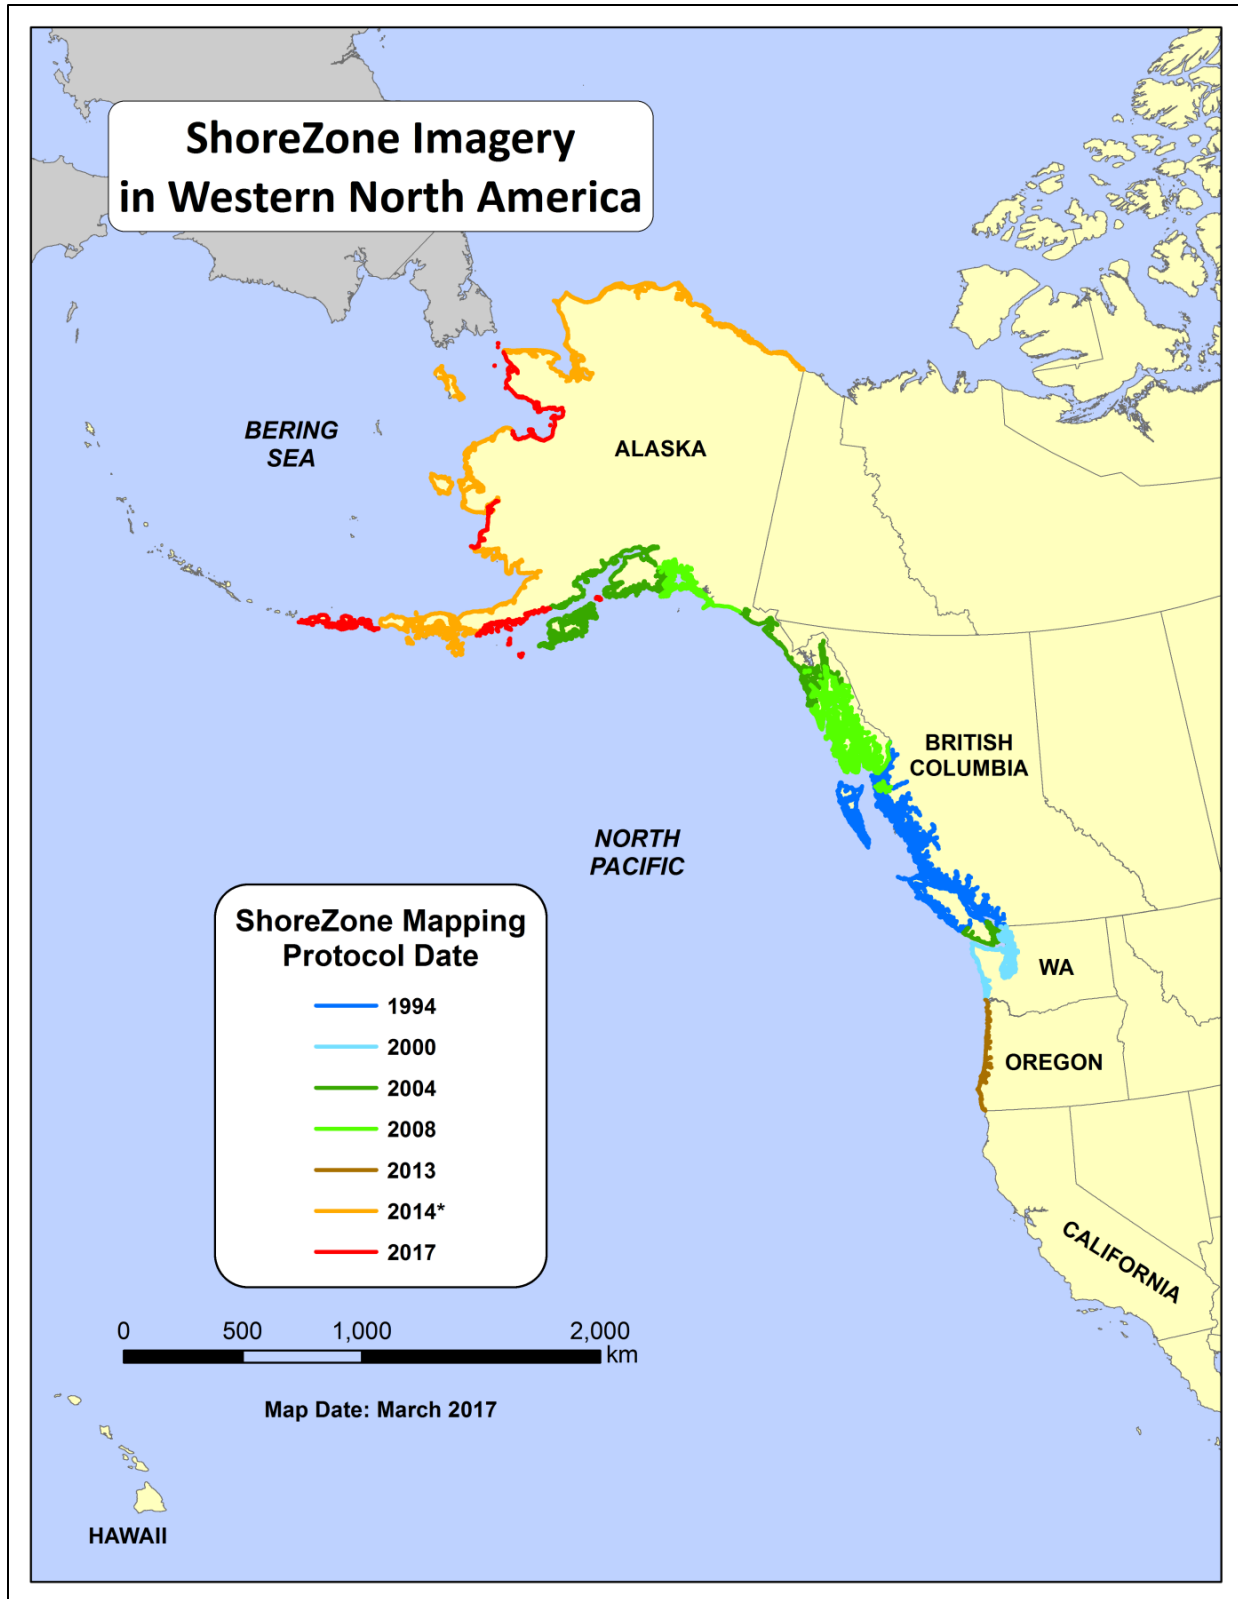 ShoreZone Imagery
in Western North America
BERING
SEA
ALASKA
BRITISH
COLUMBIA
NORTH
PACIFIC
ShoreZone Mapping
Protocol Date
1994
2000
2004
2008
2013
2014*
2017
WA
OREGON
CALIFORNIA
0 500 1,000 2,000
km
Map Date: March 2017
HAWAII